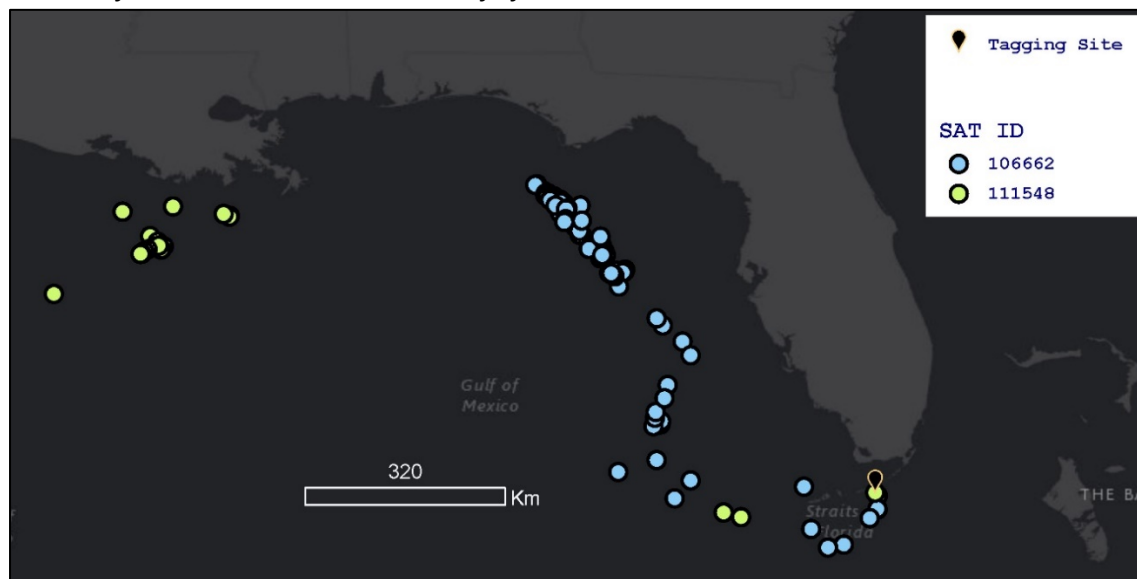 Tagging Site
SAT ID
106662
111548
Gulf of
Mexico
320
Km
Straits
Florida
THE BA